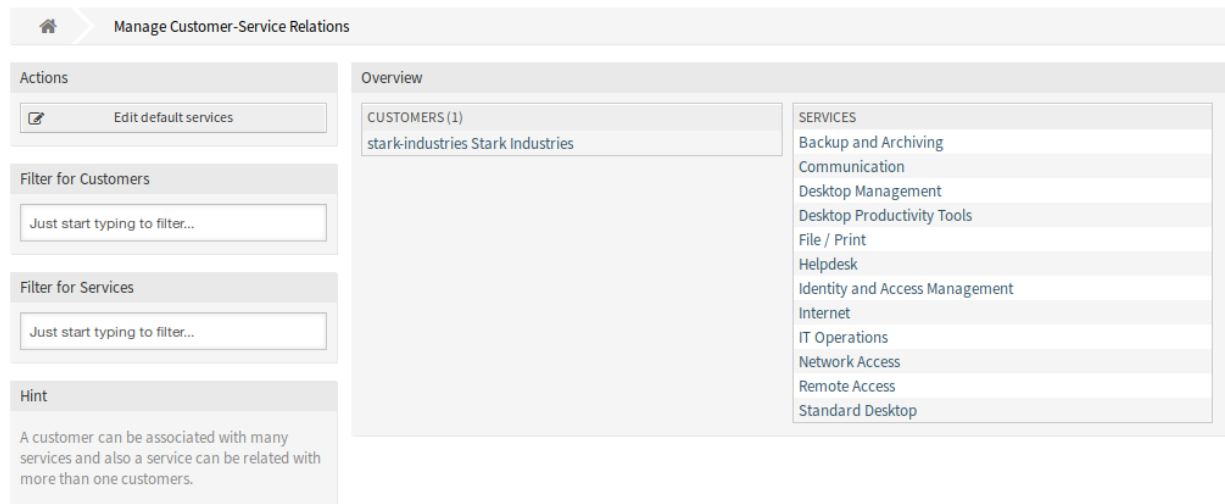 Manage Customer-Service Relations
Actions
Edit default services
Filter for Customers
Just start typing to filter...
Filter for Services
Just start typing to filter...
Hint
A customer can be associated with many
services and also a service can be related with
more than one customers.
Overview
CUSTOMERS (1)
stark-industries Stark Industries
SERVICES
Backup and Archiving
Communication
Desktop Management
Desktop Productivity Tools
File / Print
Helpdesk
Identity and Access Management
Internet
IT Operations
Network Access
Remote Access
Standard Desktop